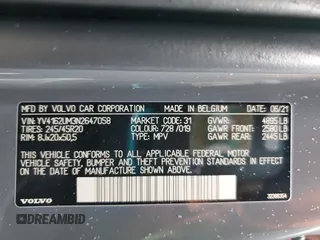 MFD BY VOLVO CAR CORPORATION MADE IN BELGIUM DATE 06/21
VIN: YV4162UM3N2647058 MARKET CODE: 31 GVWR: 4895 LB
TIRES: 245/45R20 COLOUR: 728 /019 GAWR FRONT: 2580 LB
RIM: 8Jx20x50,5 TYPE: MPV GAWR REAR: 2445 LB
THIS VEHICLE CONFORMS TO ALL APPLICABLE FEDERAL MOTOR VEHICLE SAFETY, BUMPER,
AND THEFT PREVENTION STANDARDS IN EFFECT ON THE DATE OF MANUFACTURE SHOWN ABOVE.
VOLVO
DREAMBID